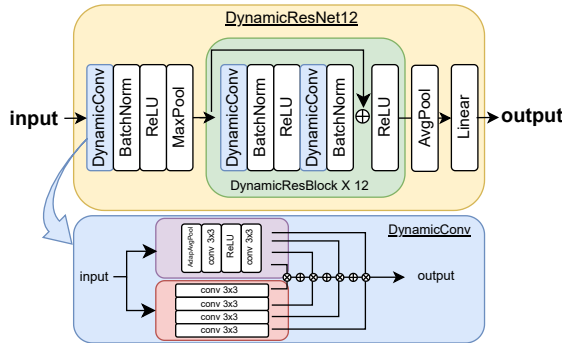 DynamicResNet12
input
DynamicConv
BatchNorm
ReLU
MaxPool
DynamicConv
BatchNorm
ReLU
DynamicConv
BatchNorm
ReLU
AvgPool
Linear
output
DynamicResBlock X 12
DynamicConv
AdapAvgPool
conv 3x3
ReLU
conv 3x3
input
output
conv 3x3
conv 3x3
conv 3x3
conv 3x3